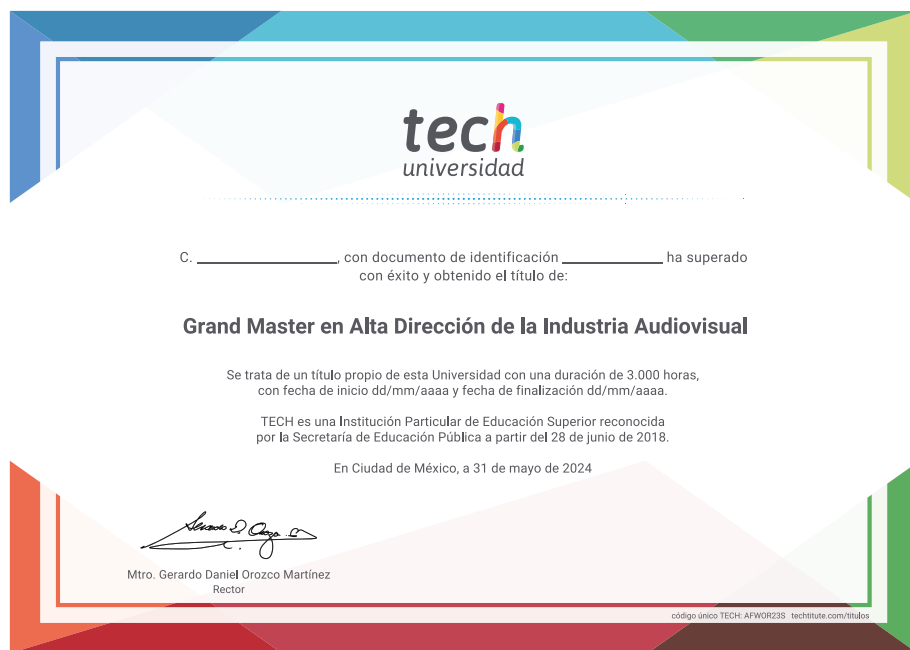 tech
universidad
C. ____________, con documento de identificación ____________ ha superado
con éxito y obtenido el título de:
Grand Master en Alta Dirección de la Industria Audiovisual
Se trata de un título propio de esta Universidad con una duración de 3.000 horas,
con fecha de inicio dd/mm/aaaa y fecha de finalización dd/mm/aaaa.
TECH es una Institución Particular de Educación Superior reconocida
por la Secretaría de Educación Pública a partir del 28 de junio de 2018.
En Ciudad de México, a 31 de mayo de 2024
Mtro. Gerardo Daniel Orozco Martínez
Rector
código único TECH: AFWOR23S techtitute.com/titulos